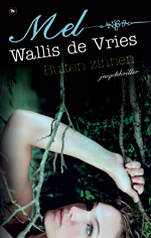 Mel
Wallis de Vries
Buiten zinnen
jeugdthriller